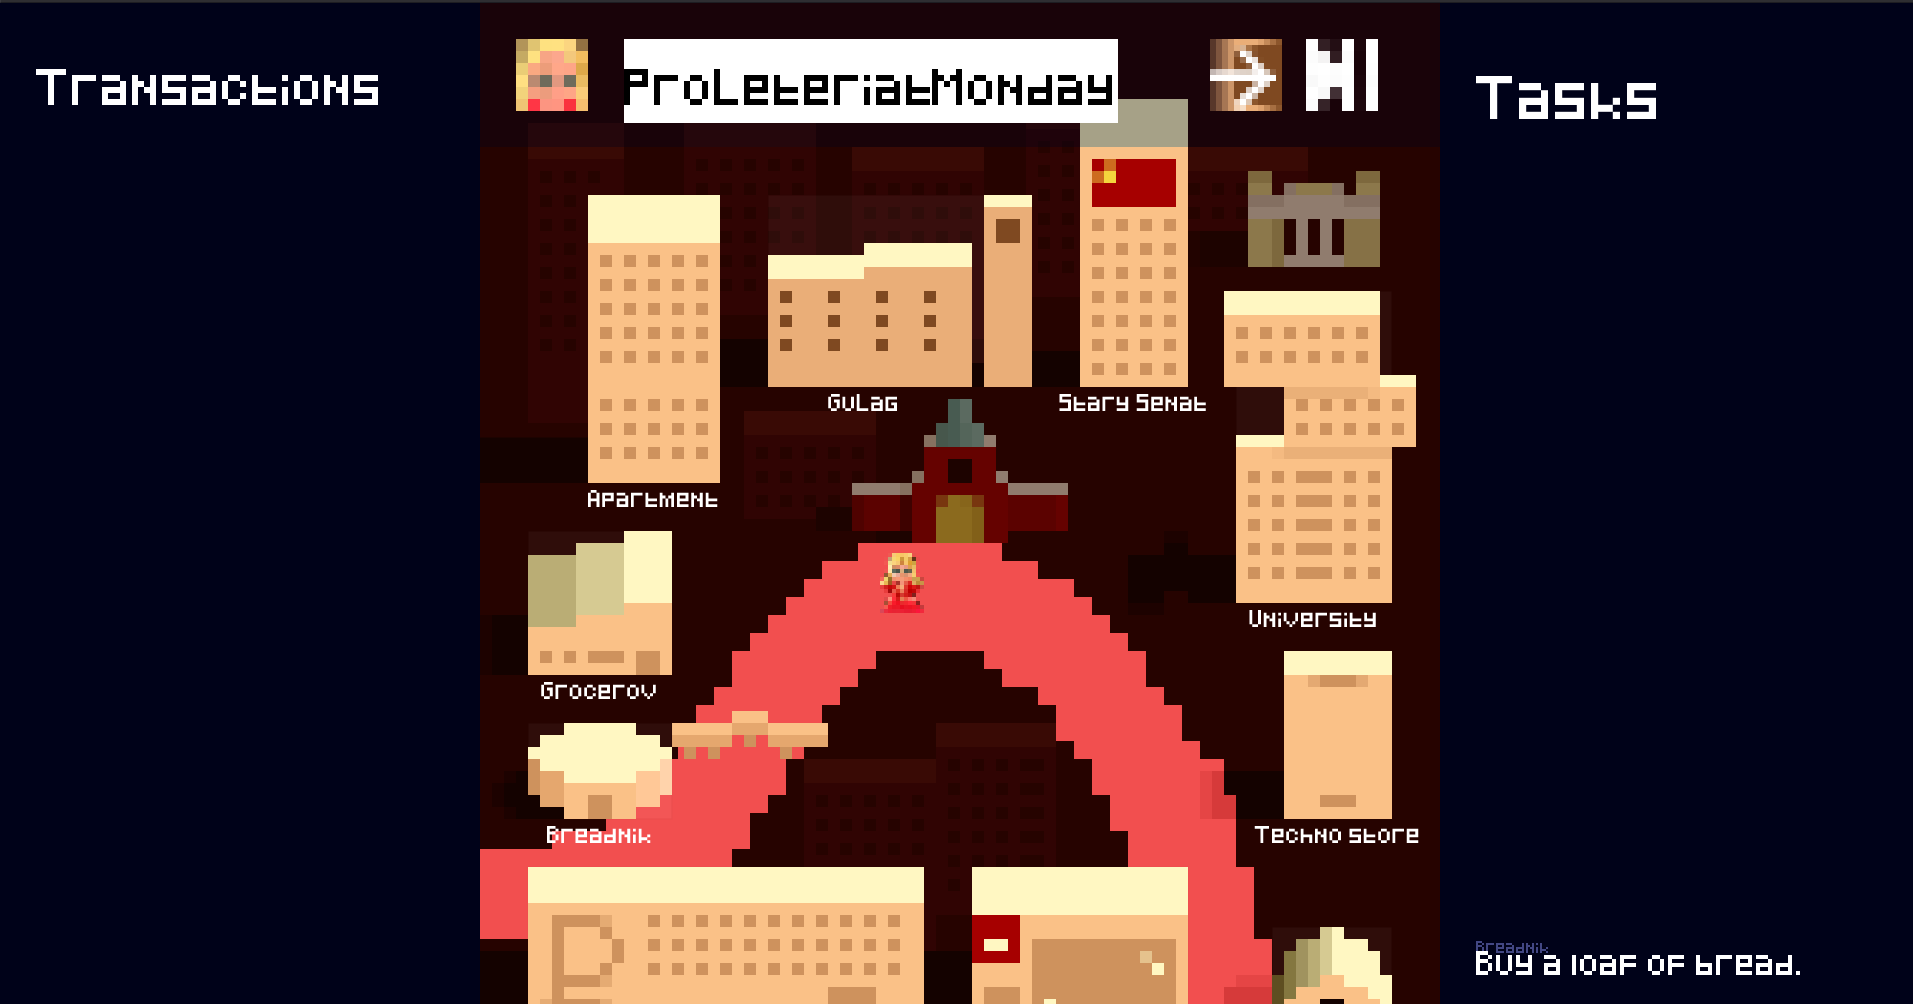 Transactions
ProLeteriatMonday
Tasks
GuLag
Stary Senat
Apartment
University
Grocerov
Breadnik
Techno store
Breadnik
Buy a loaf of bread.